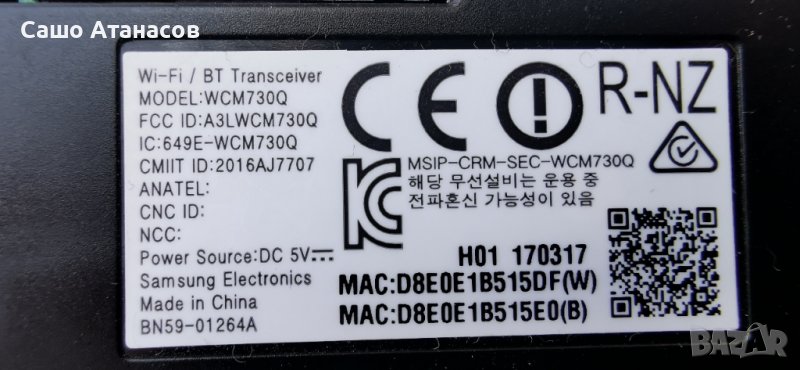 Сашо Атанасов
Wi-Fi / BT Transceiver
MODEL:WCM730Q
FCC ID:A3LWCM730Q
IC:649E-WCM730Q
CMIIT ID:2016AJ7707
ANATEL:
CNC ID:
NCC:
Power Source:DC 5V
Samsung Electronics
Made in China
BN59-01264A
CE
R-NZ
MSIP-CRM-SEC-WCM730Q
해당 무선설비는 운용 중
전파혼신 가능성이 있음
H01 170317
MAC:D8E0E1B515DF(W)
MAC:D8E0E1B515E0(B)
BAZAR